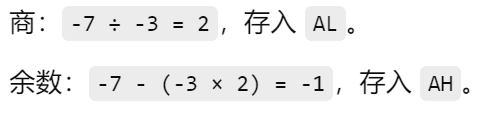 商：-7 ÷ -3 = 2，存入 AL。
余数：-7 - (-3 × 2) = -1，存入 AH。